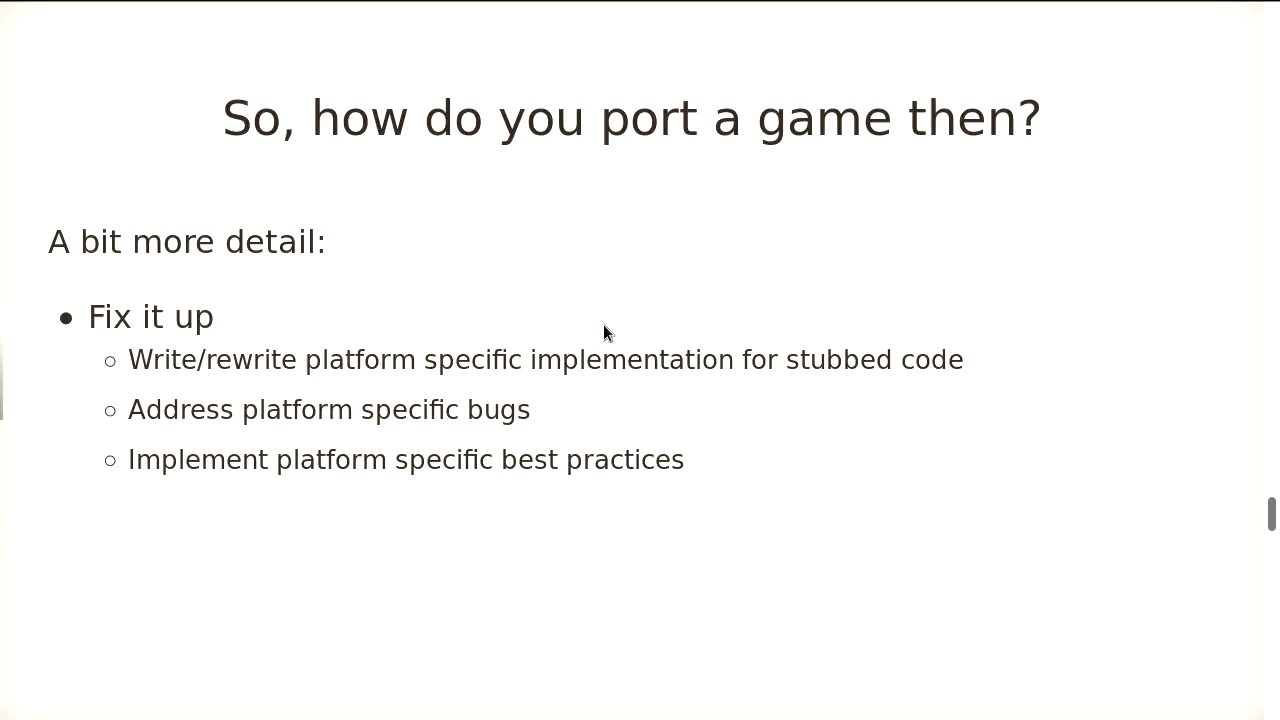 So, how do you port a game then?
A bit more detail:
• Fix it up
○ Write/rewrite platform specific implementation for stubbed code
○ Address platform specific bugs
○ Implement platform specific best practices